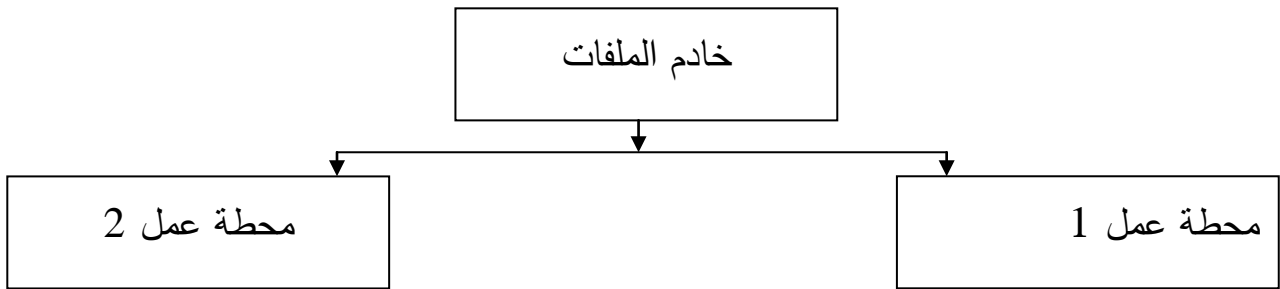 خادم الملفات
محطة عمل 1
محطة عمل 2